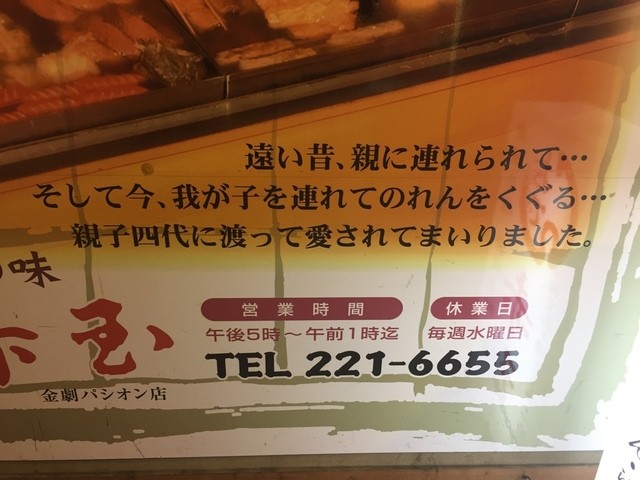 遠い昔、親に連れられて…
そして今、我が子を連れてのれんをくぐる…
親子四代に渡って愛されてまいりました。
味
玉
金劇パシオン店
営業時間
休業日
午後5時〜午前1時迄
毎週水曜日
TEL 221-6655